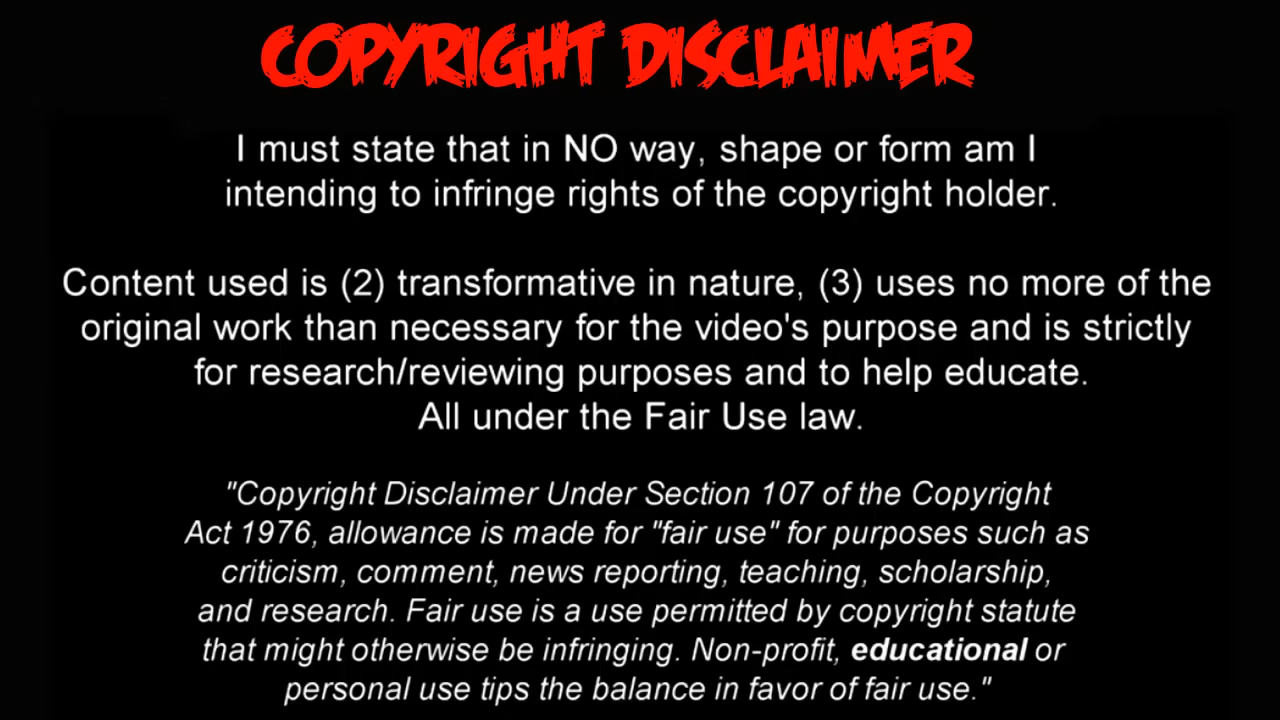 COPYRIGHT DISCLAIMER
I must state that in NO way, shape or form am I
intending to infringe rights of the copyright holder.
Content used is (2) transformative in nature, (3) uses no more of the
original work than necessary for the video's purpose and is strictly
for research/reviewing purposes and to help educate.
All under the Fair Use law.
"Copyright Disclaimer Under Section 107 of the Copyright
Act 1976, allowance is made for "fair use" for purposes such as
criticism, comment, news reporting, teaching, scholarship,
and research. Fair use is a use permitted by copyright statute
that might otherwise be infringing. Non-profit, educational or
personal use tips the balance in favor of fair use."